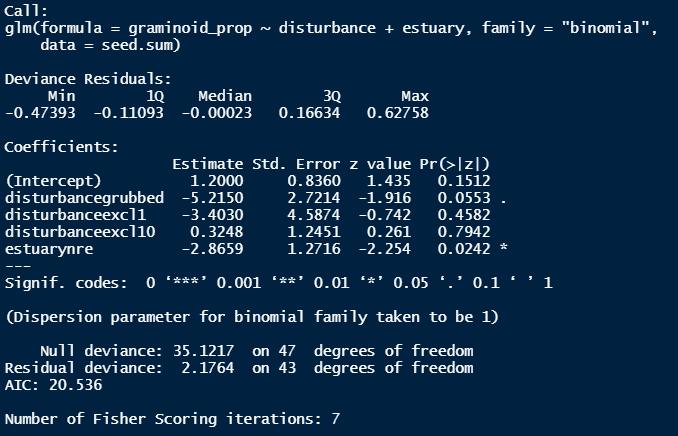 Call:
glm(formula = graminoid_prop ~ disturbance + estuary, family = "binomial",
    data = seed.sum)

Deviance Residuals:
     Min        1Q    Median        3Q       Max
-0.47393  -0.11093  -0.00023   0.16634   0.62758

Coefficients:
                   Estimate Std. Error z value Pr(>|z|)
(Intercept)          1.2000     0.8360   1.435   0.1512
disturbancegrubbed  -5.2150     2.7214  -1.916   0.0553 .
disturbanceexcl1    -3.4030     4.5874  -0.742   0.4582
disturbanceexcl10    0.3248     1.2451   0.261   0.7942
estuarynre          -2.8659     1.2716  -2.254   0.0242 *
---
Signif. codes:  0 ‘***’ 0.001 ‘**’ 0.01 ‘*’ 0.05 ‘.’ 0.1 ‘ ’ 1

(Dispersion parameter for binomial family taken to be 1)

    Null deviance: 35.1217  on 47  degrees of freedom
Residual deviance:  2.1764  on 43  degrees of freedom
AIC: 20.536

Number of Fisher Scoring iterations: 7